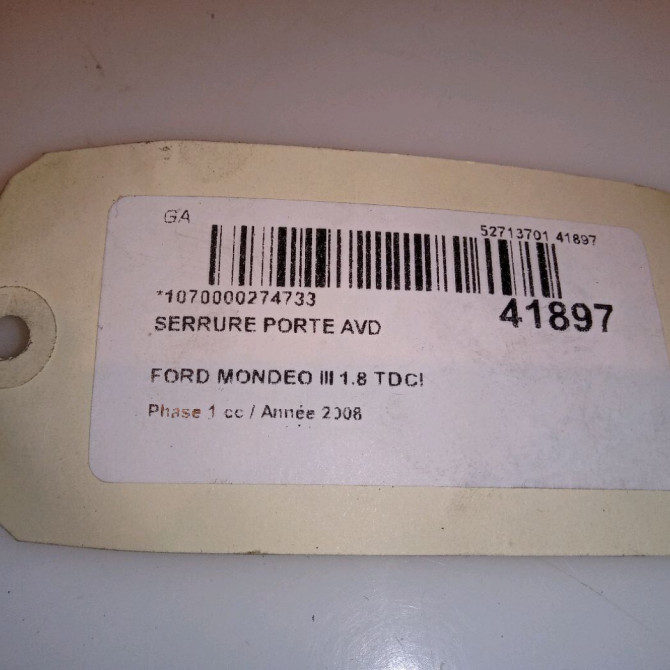 GA
52713701 41897
*1070000274733
41897
SERRURE PORTE AVD
FORD MONDEO III 1.8 TDCI
Phase 1 cc / Année 2008